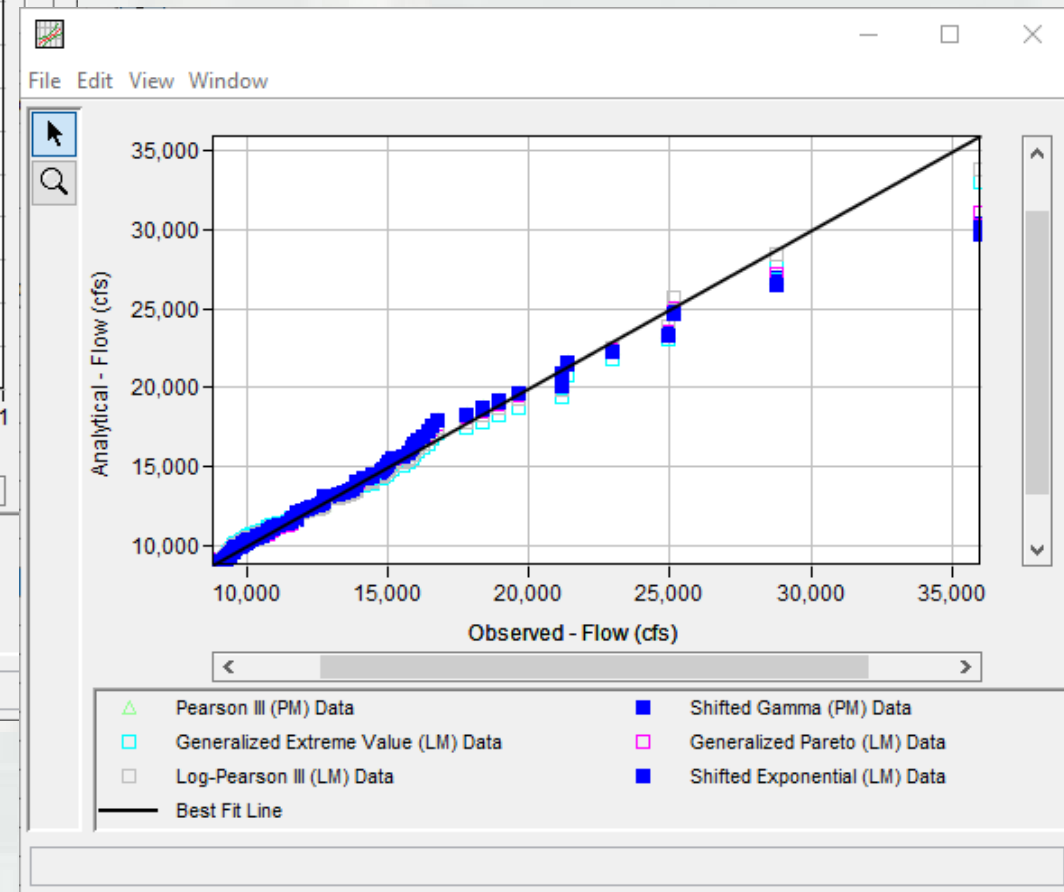 File Edit View Window
35,000
30,000
25,000
20,000
15,000
10,000
Analytical - Flow (cfs)
10,000 15,000 20,000 25,000 30,000 35,000
Observed - Flow (cfs)
1
Pearson III (PM) Data
Shifted Gamma (PM) Data
Generalized Extreme Value (LM) Data
Generalized Pareto (LM) Data
Log-Pearson III (LM) Data
Shifted Exponential (LM) Data
Best Fit Line